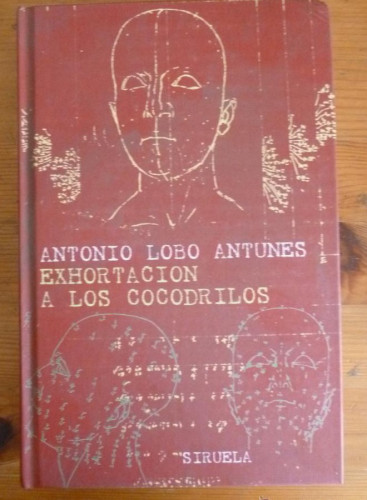 ANTONIO LOBO ANTUNES
EXHORTACION
A LOS COCODRILOS
SIRUELA